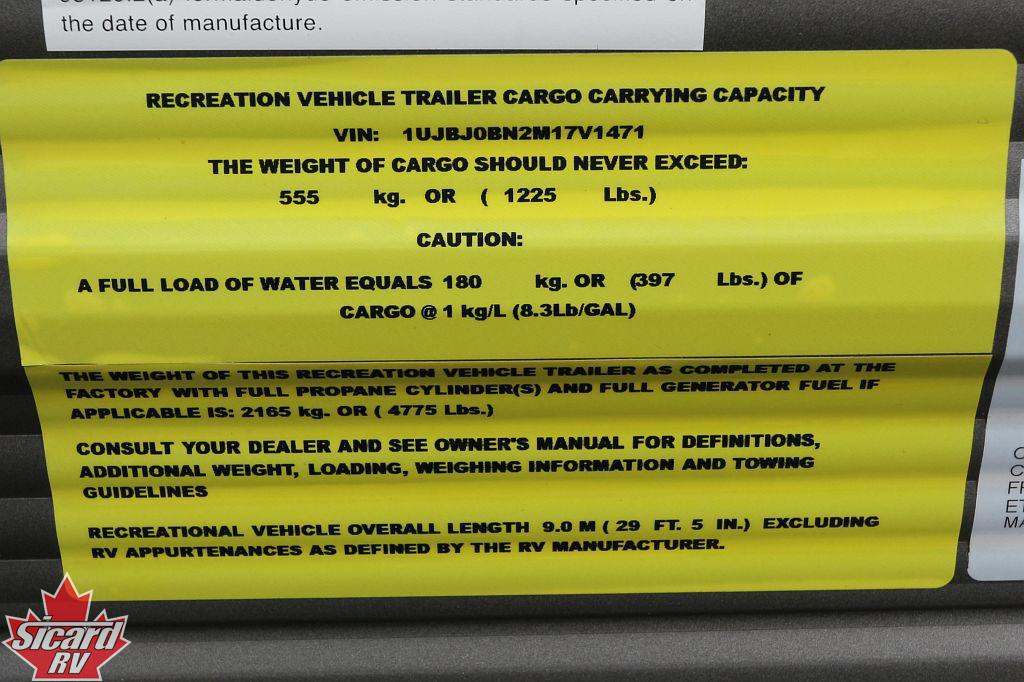 the date of manufacture.
RECREATION VEHICLE TRAILER CARGO CARRYING CAPACITY
VIN: 1UJBJ0BN2M17V1471
THE WEIGHT OF CARGO SHOULD NEVER EXCEED:
555 kg. OR ( 1225 Lbs.)
CAUTION:
A FULL LOAD OF WATER EQUALS 180 kg. OR (397 Lbs.) OF
CARGO @ 1 kg/L (8.3Lb/GAL)
THE WEIGHT OF THIS RECREATION VEHICLE TRAILER AS COMPLETED AT THE
FACTORY WITH FULL PROPANE CYLINDER(S) AND FULL GENERATOR FUEL IF
APPLICABLE IS: 2165 kg. OR ( 4775 Lbs.)
CONSULT YOUR DEALER AND SEE OWNER'S MANUAL FOR DEFINITIONS,
ADDITIONAL WEIGHT, LOADING, WEIGHING INFORMATION AND TOWING
GUIDELINES
RECREATIONAL VEHICLE OVERALL LENGTH 9.0 M ( 29 FT. 5 IN.) EXCLUDING
RV APPURTENANCES AS DEFINED BY THE RV MANUFACTURER.
Sicard
RV